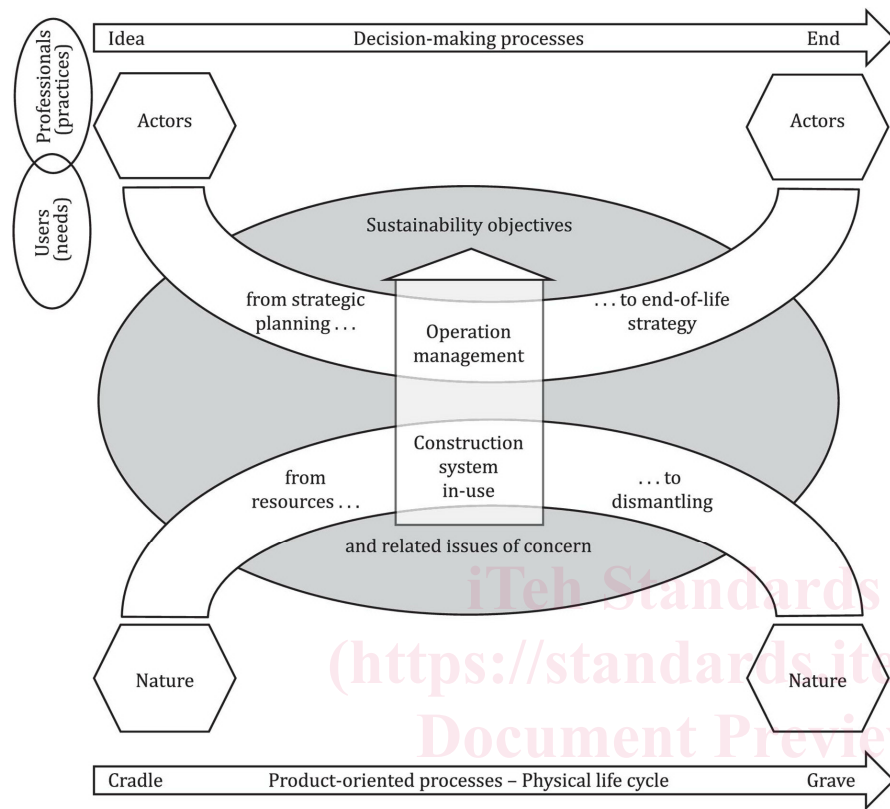 Idea Decision-making processes End
Professionals
(practices)
Users
(needs)
Actors
Actors
Sustainability objectives
from strategic
planning . . .
Operation
management
. . . to end-of-life
strategy
from
resources . . .
Construction
system
in-use
. . . to
dismantling
and related issues of concern
iTeh Standards
(https://standards.ite
Document Preview
Nature
Nature
Cradle Product-oriented processes – Physical life cycle Grave